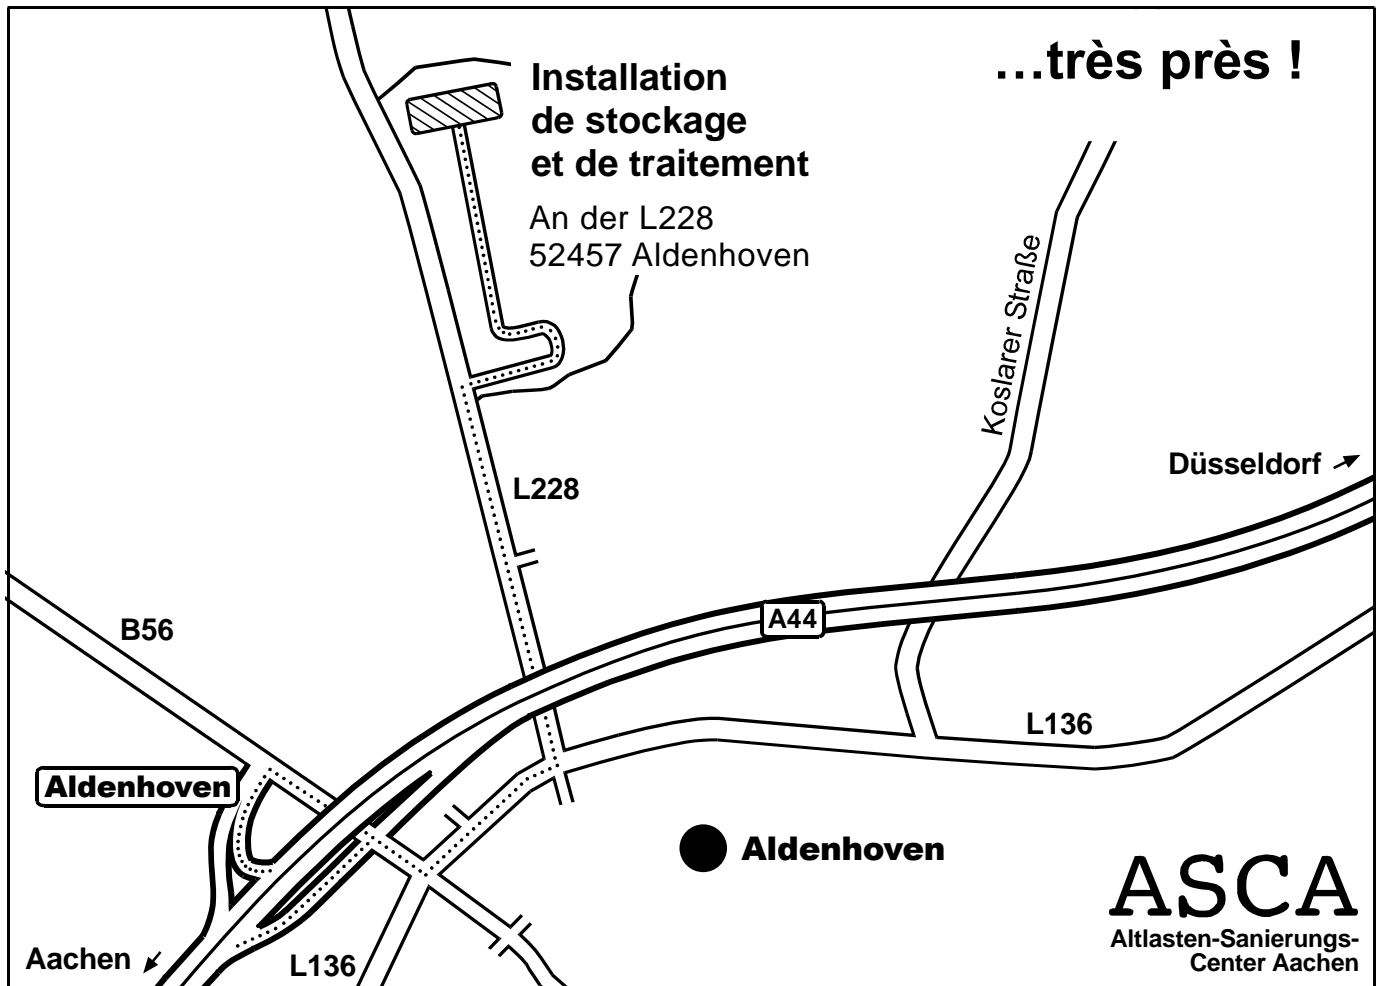 ...très près !
Installation
de stockage
et de traitement
An der L228
52457 Aldenhoven
Koslarer Straße
Düsseldorf
L228
A44
B56
L136
Aldenhoven
Aldenhoven
ASCA
Altlasten-Sanierungs-
Center Aachen
Aachen
L136